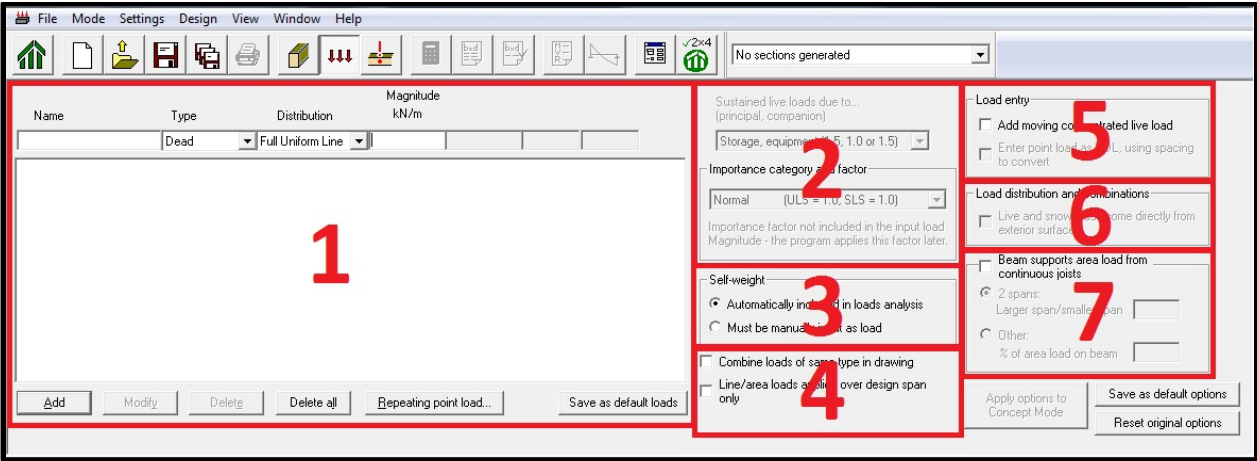 File Mode Settings Design View Window Help
bvd bvd V- R- ✓2×4
No sections generated
Name Type Distribution Magnitude
kN/m
Dead Full Uniform Line
1
Add Modify Delete Delete all Repeating point load... Save as default loads
Sustained live loads due to...
(principal, companion)
Storage, equipment (1.5, 1.0 or 1.5)
2
Importance category and factor
Normal (ULS = 1.0, SLS = 1.0)
Importance factor not included in the input load
Magnitude - the program applies this factor later.
Self-weight
Automatically included in loads analysis
3
Must be manually input as load
Combine loads of same type in drawing
4
Line/area loads applied over design span
only
Load entry
Add moving concentrated live load
5
Enter point load as UDL, using spacing
to convert
Load distribution and combinations
6
Live and snow loads come directly from
exterior surface
Beam supports area load from
continuous joists
7
2 spans:
Larger span/smaller span
Other:
% of area load on beam
Apply options to
Concept Mode
Save as default options
Reset original options